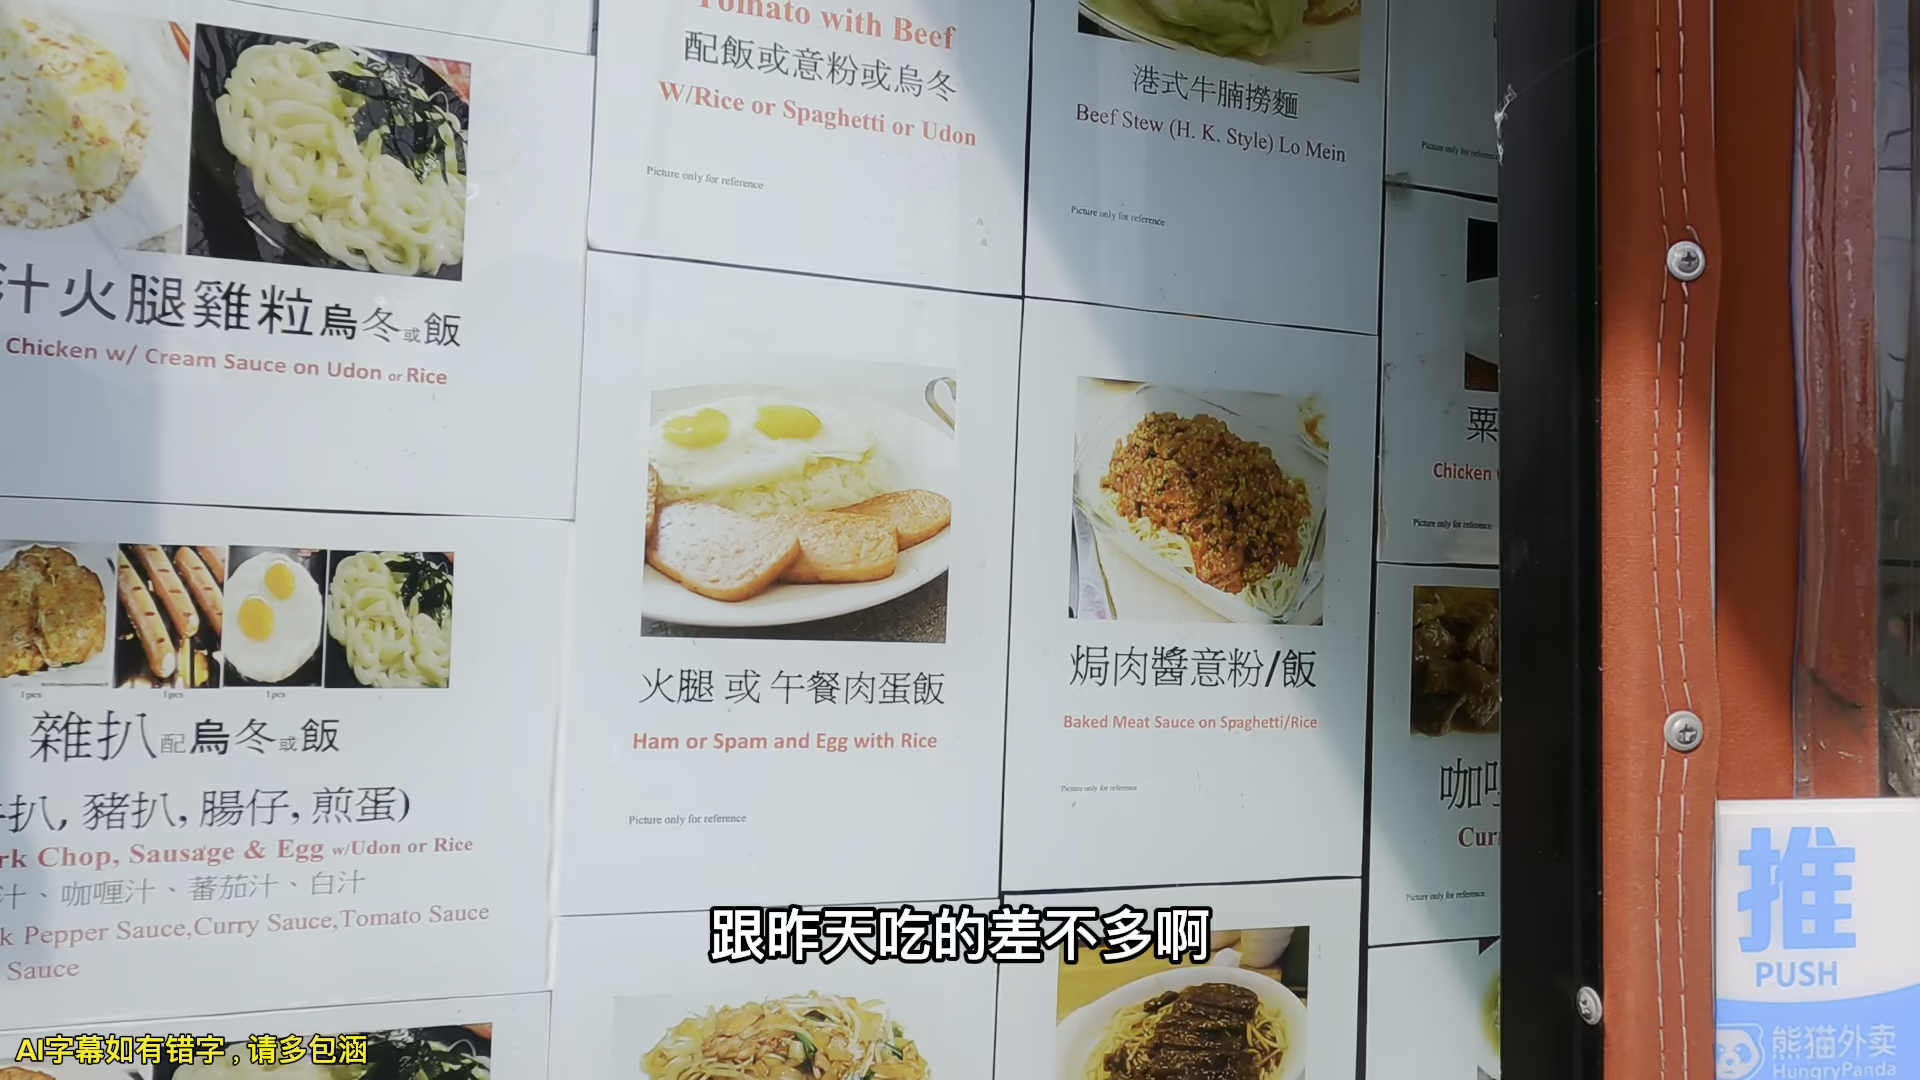 汁火腿雞粒烏冬或飯
Chicken w/ Cream Sauce on Udon or Rice
1pcs
1pcs
1pcs
雜扒配烏冬或飯
扒, 豬扒, 腸仔, 煎蛋)
rk Chop, Sausage & Egg w/Udon or Rice
汁、咖喱汁、蕃茄汁、白汁
k Pepper Sauce,Curry Sauce,Tomato Sauce
Sauce
Tomato with Beef
配飯或意粉或烏冬
W/Rice or Spaghetti or Udon
Picture only for reference
火腿 或 午餐肉蛋飯
Ham or Spam and Egg with Rice
Picture only for reference
港式牛腩撈麵
Beef Stew (H. K. Style) Lo Mein
Picture only for reference
焗肉醬意粉/飯
Baked Meat Sauce on Spaghetti/Rice
Picture only for reference
Picture only for reference
粟
Chicken
Picture only for reference
咖
Cur
Picture only for reference
推
PUSH
熊猫外卖
HungryPanda
跟昨天吃的差不多啊
AI字幕如有错字，请多包涵